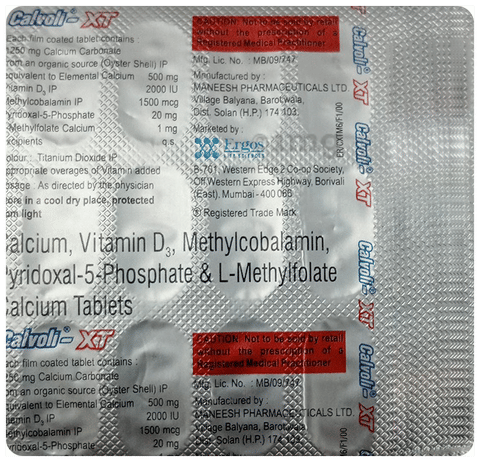 Calvoli- XT
Each film coated tablet contains
1250 mg Calcium Carbonate
from an organic source (Oyster Shell) IP
equivalent to Elemental Calcium 500 mg
Vitamin D3 IP 2000 IU
Methylcobalamin IP 1500 mcg
Pyridoxal-5-Phosphate 20 mg
L-Methylfolate Calcium 1 mg
Excipients q.s.
Colour : Titanium Dioxide IP
Appropriate overages of Vitamin added
Dosage : As directed by the physician
Store in a cool dry place, protected
from light
CAUTION: Not to be sold by retail
without the prescription of a
Registered Medical Practitioner.
Mfg. Lic. No. : MB/09/747
Manufactured by :
MANEESH PHARMACEUTICALS LTD.
Village Balyana, Barotiwala,
Dist. Solan (H.P.) 174 103.
Marketed by :
Ergos
LIFE SCIENCES
B-761, Western Edge 2 Co-op Society,
Off Western Express Highway, Borivali
(East), Mumbai - 400 066
® Registered Trade Mark
Calcium, Vitamin D3, Methylcobalamin,
Pyridoxal-5-Phosphate & L-Methylfolate
Calcium Tablets
Calvoli- XT
Each film coated tablet contains :
1250 mg Calcium Carbonate
from an organic source (Oyster Shell) IP
equivalent to Elemental Calcium 500 mg
Vitamin D3 IP 2000 IU
Methylcobalamin IP 1500 mcg
Pyridoxal-5-Phosphate 20 mg
CAUTION: Not to be sold by retail
without the prescription of a
Registered Medical Practitioner.
Mfg. Lic. No. : MB/09/747
Manufactured by :
MANEESH PHARMACEUTICALS LTD.
Village Balyana, Barotiwala,
Dist. Solan (H.P.) 174 103.
Calvoli- XT
Calvoli- XT
Calvoli- XT
Calvoli- XT